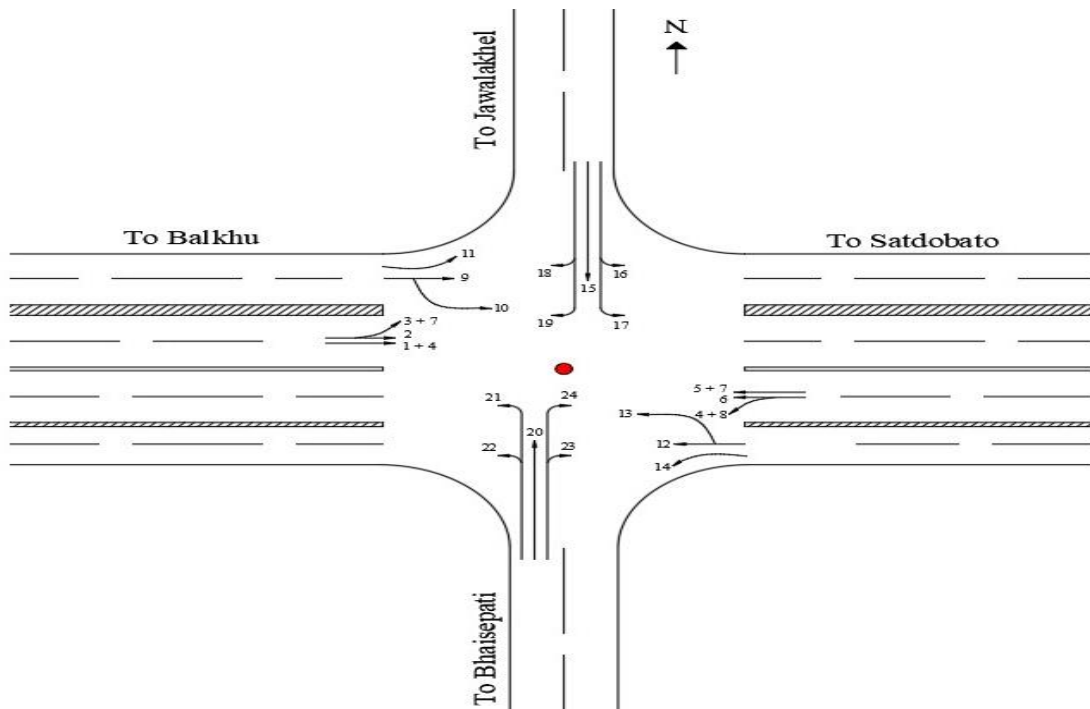 To Jawalakhel
N
To Balkhu
To Satdobato
11
9
10
18
16
15
19
17
3 + 7
2
1 + 4
21
24
20
22
23
5 + 7
6
4 + 8
13
12
14
To Bhaisepati